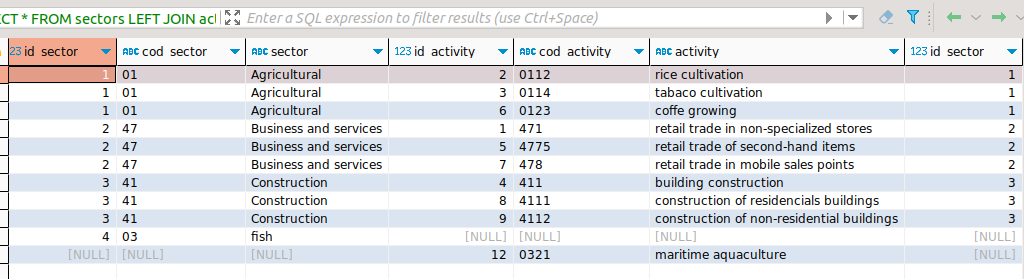 CT * FROM sectors LEFT JOIN acl Enter a SQL expression to filter results (use Ctrl+Space)
23 id_sector ABC cod_sector ABC sector 123 id_activity ABC cod_activity ABC activity 123 id_sector
1 01 Agricultural 2 0112 rice cultivation 1
1 01 Agricultural 3 0114 tabaco cultivation 1
1 01 Agricultural 6 0123 coffe growing 1
2 47 Business and services 1 471 retail trade in non-specialized stores 2
2 47 Business and services 5 4775 retail trade of second-hand items 2
2 47 Business and services 7 478 retail trade in mobile sales points 2
3 41 Construction 4 411 building construction 3
3 41 Construction 8 4111 construction of residencials buildings 3
3 41 Construction 9 4112 construction of non-residential buildings 3
4 03 fish [NULL] [NULL] [NULL] [NULL]
[NULL] [NULL] [NULL] 12 0321 maritime aquaculture [NULL]